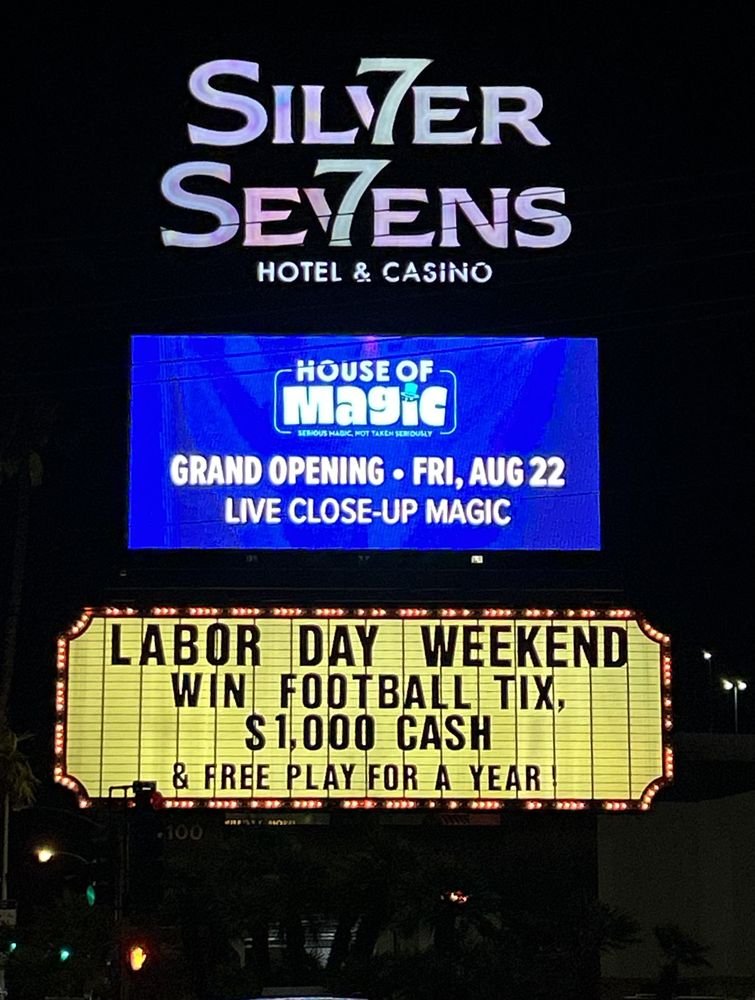 SILVER
SEVENS
HOTEL & CASINO
HOUSE OF
magic
SERIOUS MAGIC, NOT TAKEN SERIOUSLY
GRAND OPENING • FRI, AUG 22
LIVE CLOSE-UP MAGIC
LABOR DAY WEEKEND
WIN FOOTBALL TIX,
$1,000 CASH
& FREE PLAY FOR A YEAR!
100